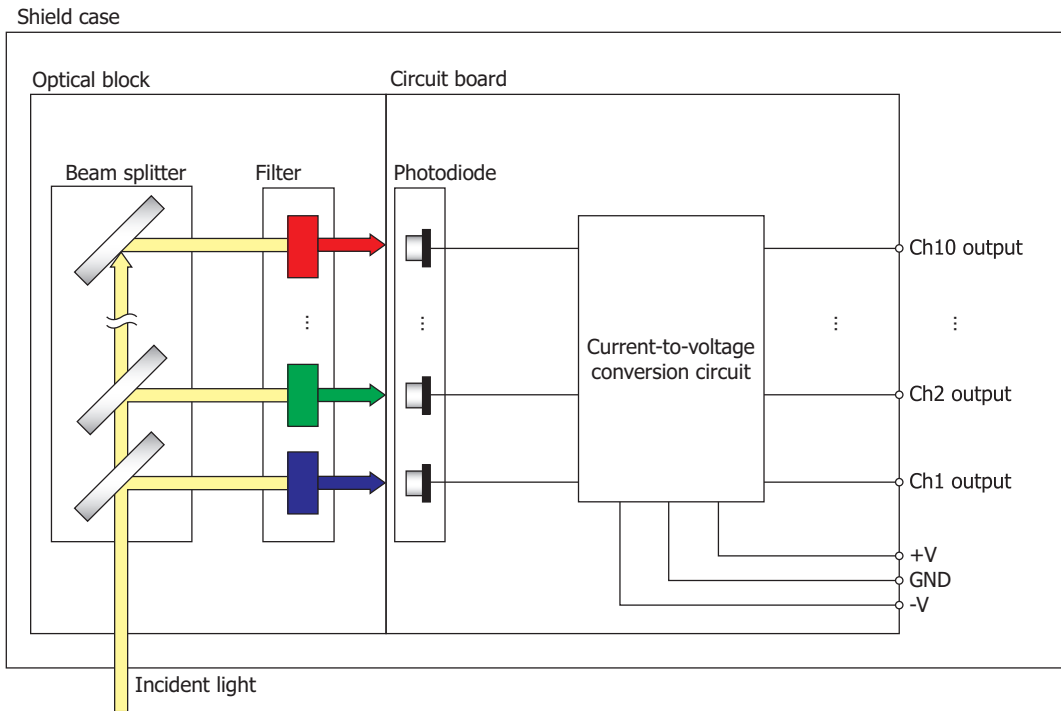 Shield case
Optical block
Circuit board
Beam splitter
Filter
Photodiode
Ch10 output
Current-to-voltage
conversion circuit
Ch2 output
Ch1 output
+V
GND
-V
Incident light